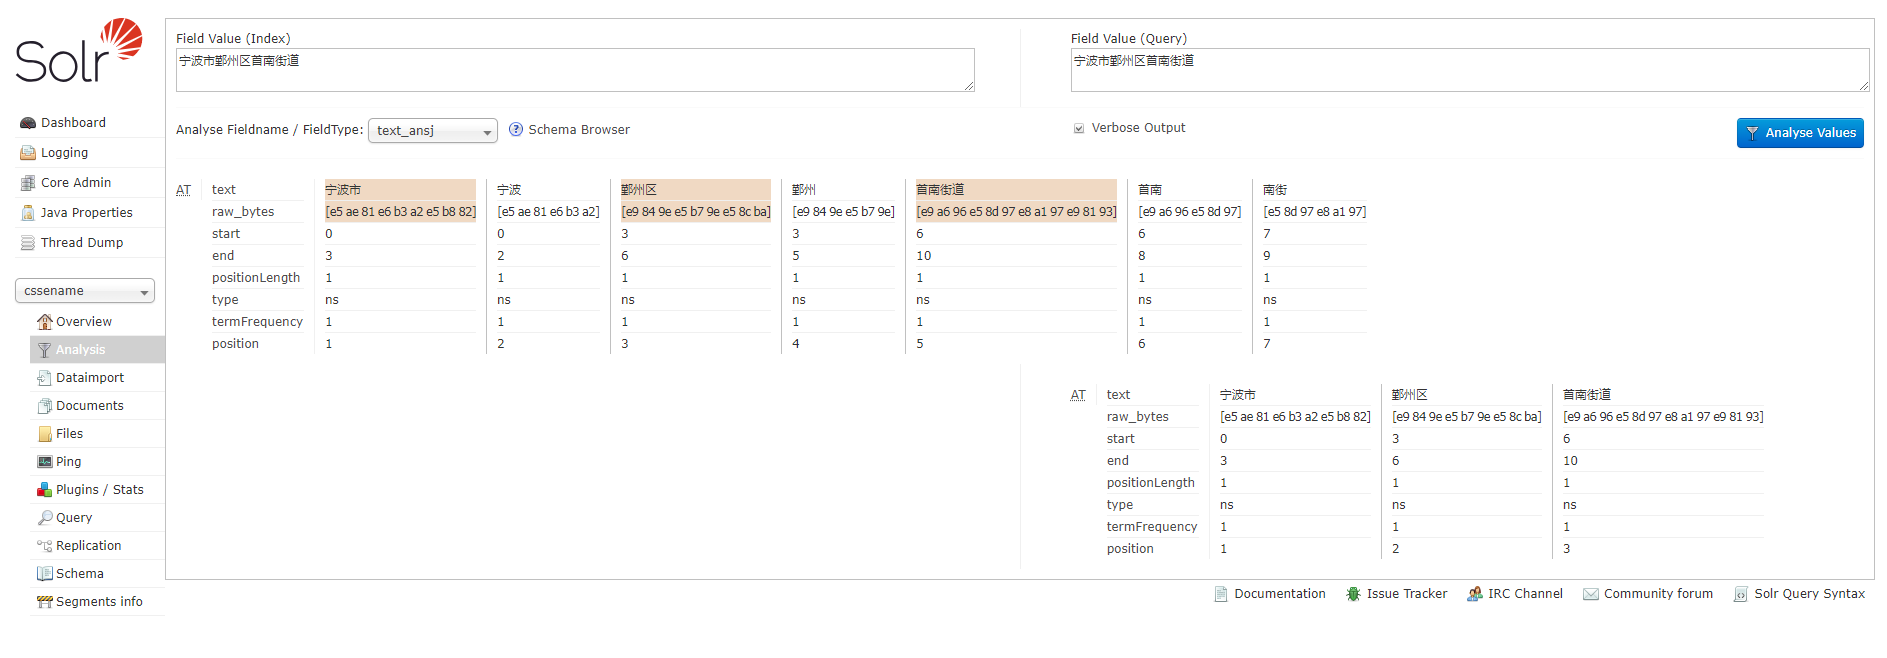 Solr
Dashboard
Logging
Core Admin
Java Properties
Thread Dump
cssename
Overview
Analysis
Dataimport
Documents
Files
Ping
Plugins / Stats
Query
Replication
Schema
Segments info
Field Value (Index)
宁波市鄞州区首南街道
Field Value (Query)
宁波市鄞州区首南街道
Analyse Fieldname / FieldType: text_ansj ? Schema Browser
Verbose Output
Analyse Values
AT text 宁波市 宁波 鄞州区 鄞州 首南街道 首南 南街
raw_bytes [e5 ae 81 e6 b3 a2 e5 b8 82] [e5 ae 81 e6 b3 a2] [e9 84 9e e5 b7 9e e5 8c ba] [e9 84 9e e5 b7 9e] [e9 a6 96 e5 8d 97 e8 a1 97 e9 81 93] [e9 a6 96 e5 8d 97] [e5 8d 97 e8 a1 97]
start 0 0 3 3 6 6 7
end 3 2 6 5 10 8 9
positionLength 1 1 1 1 1 1 1
type ns ns ns ns ns ns ns
termFrequency 1 1 1 1 1 1 1
position 1 2 3 4 5 6 7
AT text 宁波市 鄞州区 首南街道
raw_bytes [e5 ae 81 e6 b3 a2 e5 b8 82] [e9 84 9e e5 b7 9e e5 8c ba] [e9 a6 96 e5 8d 97 e8 a1 97 e9 81 93]
start 0 3 6
end 3 6 10
positionLength 1 1 1
type ns ns ns
termFrequency 1 1 1
position 1 2 3
Documentation Issue Tracker IRC Channel Community forum Solr Query Syntax